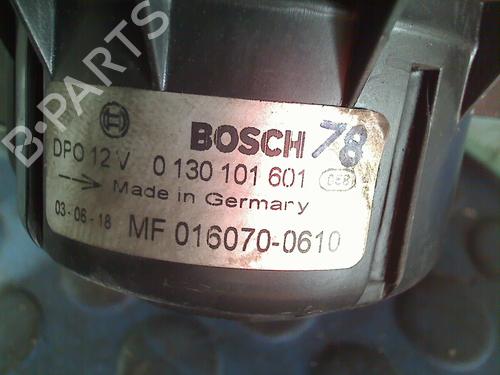 BOSCH 78
DPO 12 V 0 130 101 601
Made in Germany
03-06-18 MF 016070-0610
B-PARTS